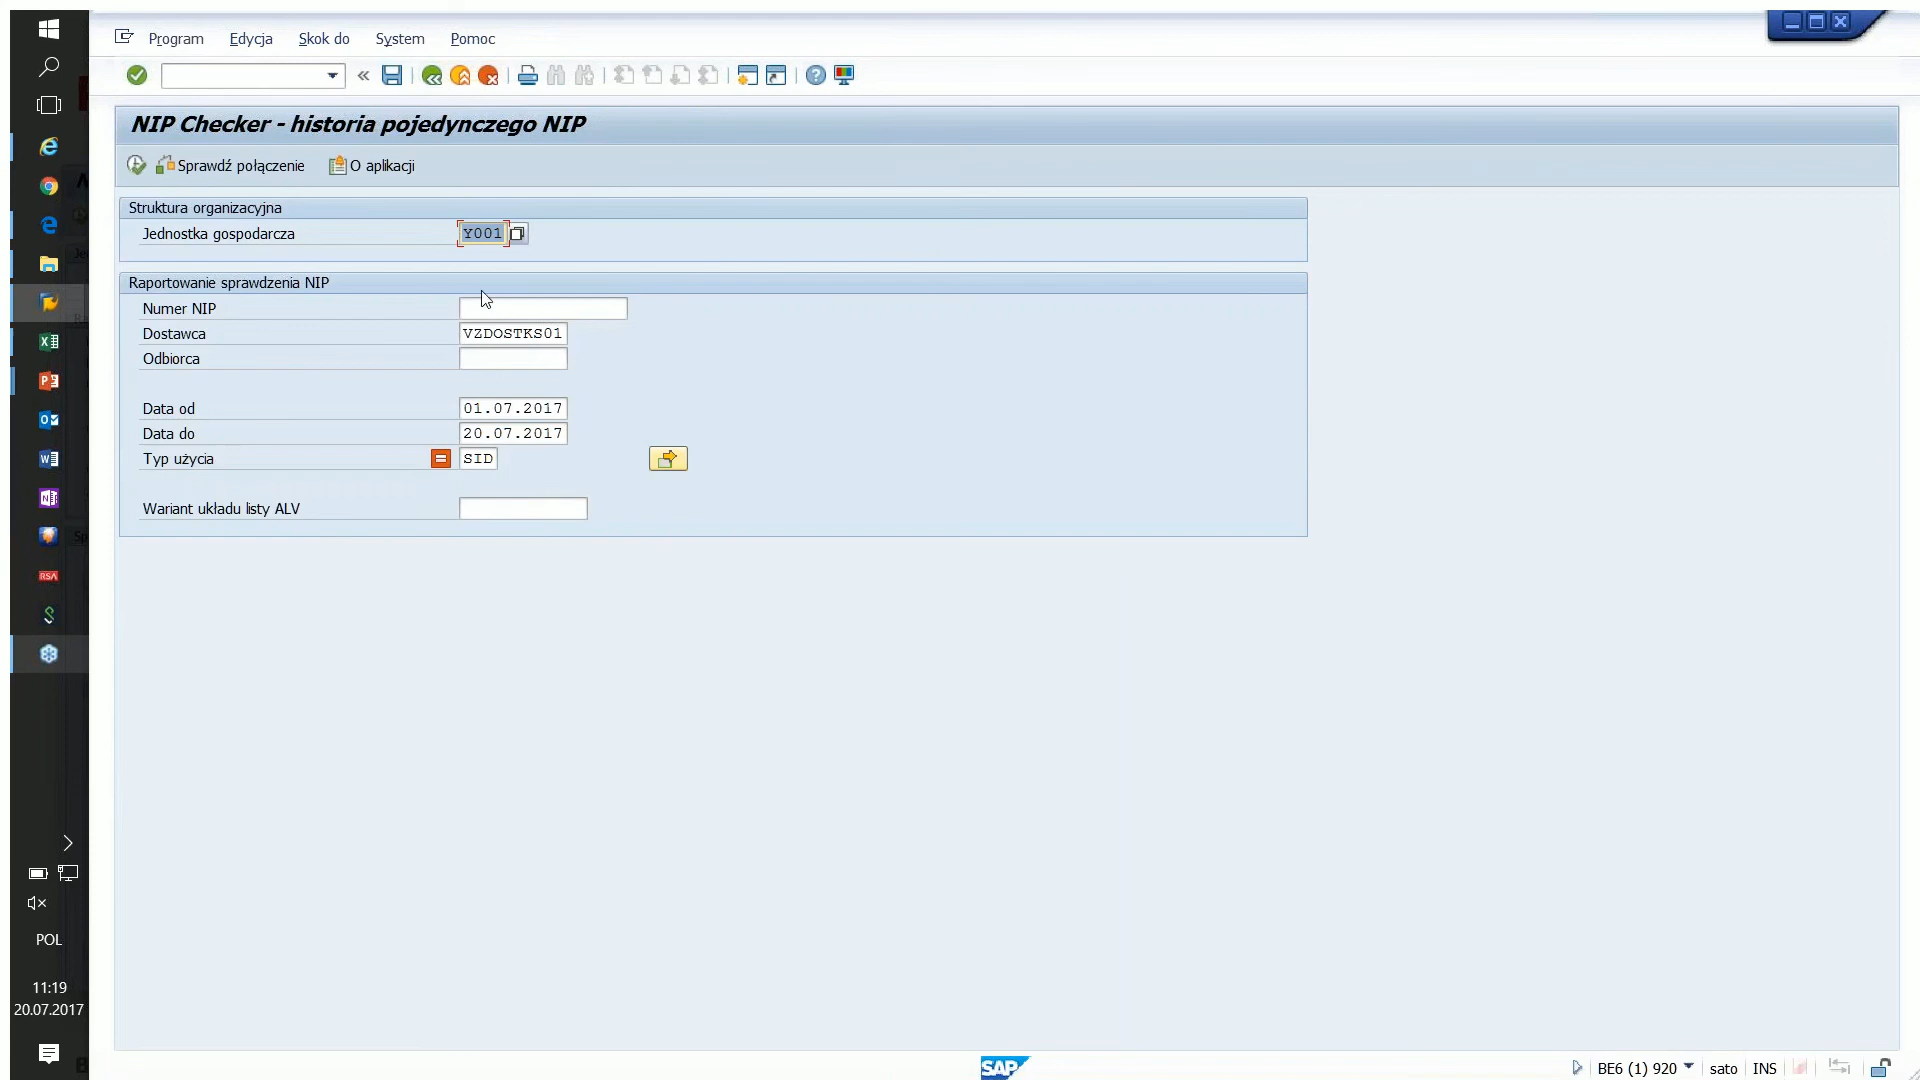 Program Edycja Skok do System Pomoc
NIP Checker - historia pojedynczego NIP
Sprawdź połączenie O aplikacji
Struktura organizacyjna
Jednostka gospodarcza Y001
Raportowanie sprawdzenia NIP
Numer NIP
Dostawca VZDOSTKS01
Odbiorca
Data od 01.07.2017
Data do 20.07.2017
Typ użycia SID
Wariant układu listy ALV
RSA
POL
11:19
20.07.2017
SAP BE6 (1) 920 sato INS